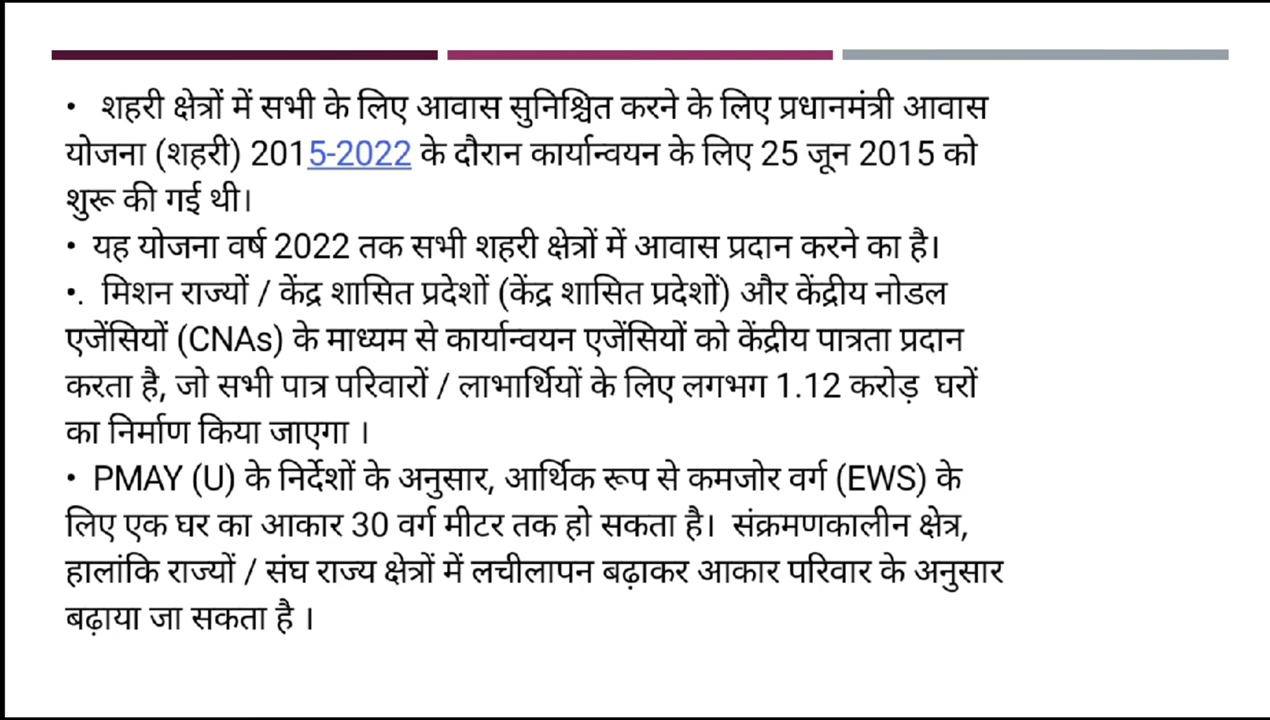 • शहरी क्षेत्रों में सभी के लिए आवास सुनिश्चित करने के लिए प्रधानमंत्री आवास
योजना (शहरी) 2015-2022 के दौरान कार्यान्वयन के लिए 25 जून 2015 को
शुरू की गई थी।
• यह योजना वर्ष 2022 तक सभी शहरी क्षेत्रों में आवास प्रदान करने का है।
•. मिशन राज्यों / केंद्र शासित प्रदेशों (केंद्र शासित प्रदेशों) और केंद्रीय नोडल
एजेंसियों (CNAs) के माध्यम से कार्यान्वयन एजेंसियों को केंद्रीय पात्रता प्रदान
करता है, जो सभी पात्र परिवारों / लाभार्थियों के लिए लगभग 1.12 करोड़ घरों
का निर्माण किया जाएगा ।
• PMAY (U) के निर्देशों के अनुसार, आर्थिक रूप से कमजोर वर्ग (EWS) के
लिए एक घर का आकार 30 वर्ग मीटर तक हो सकता है। संक्रमणकालीन क्षेत्र,
हालांकि राज्यों / संघ राज्य क्षेत्रों में लचीलापन बढ़ाकर आकार परिवार के अनुसार
बढ़ाया जा सकता है ।